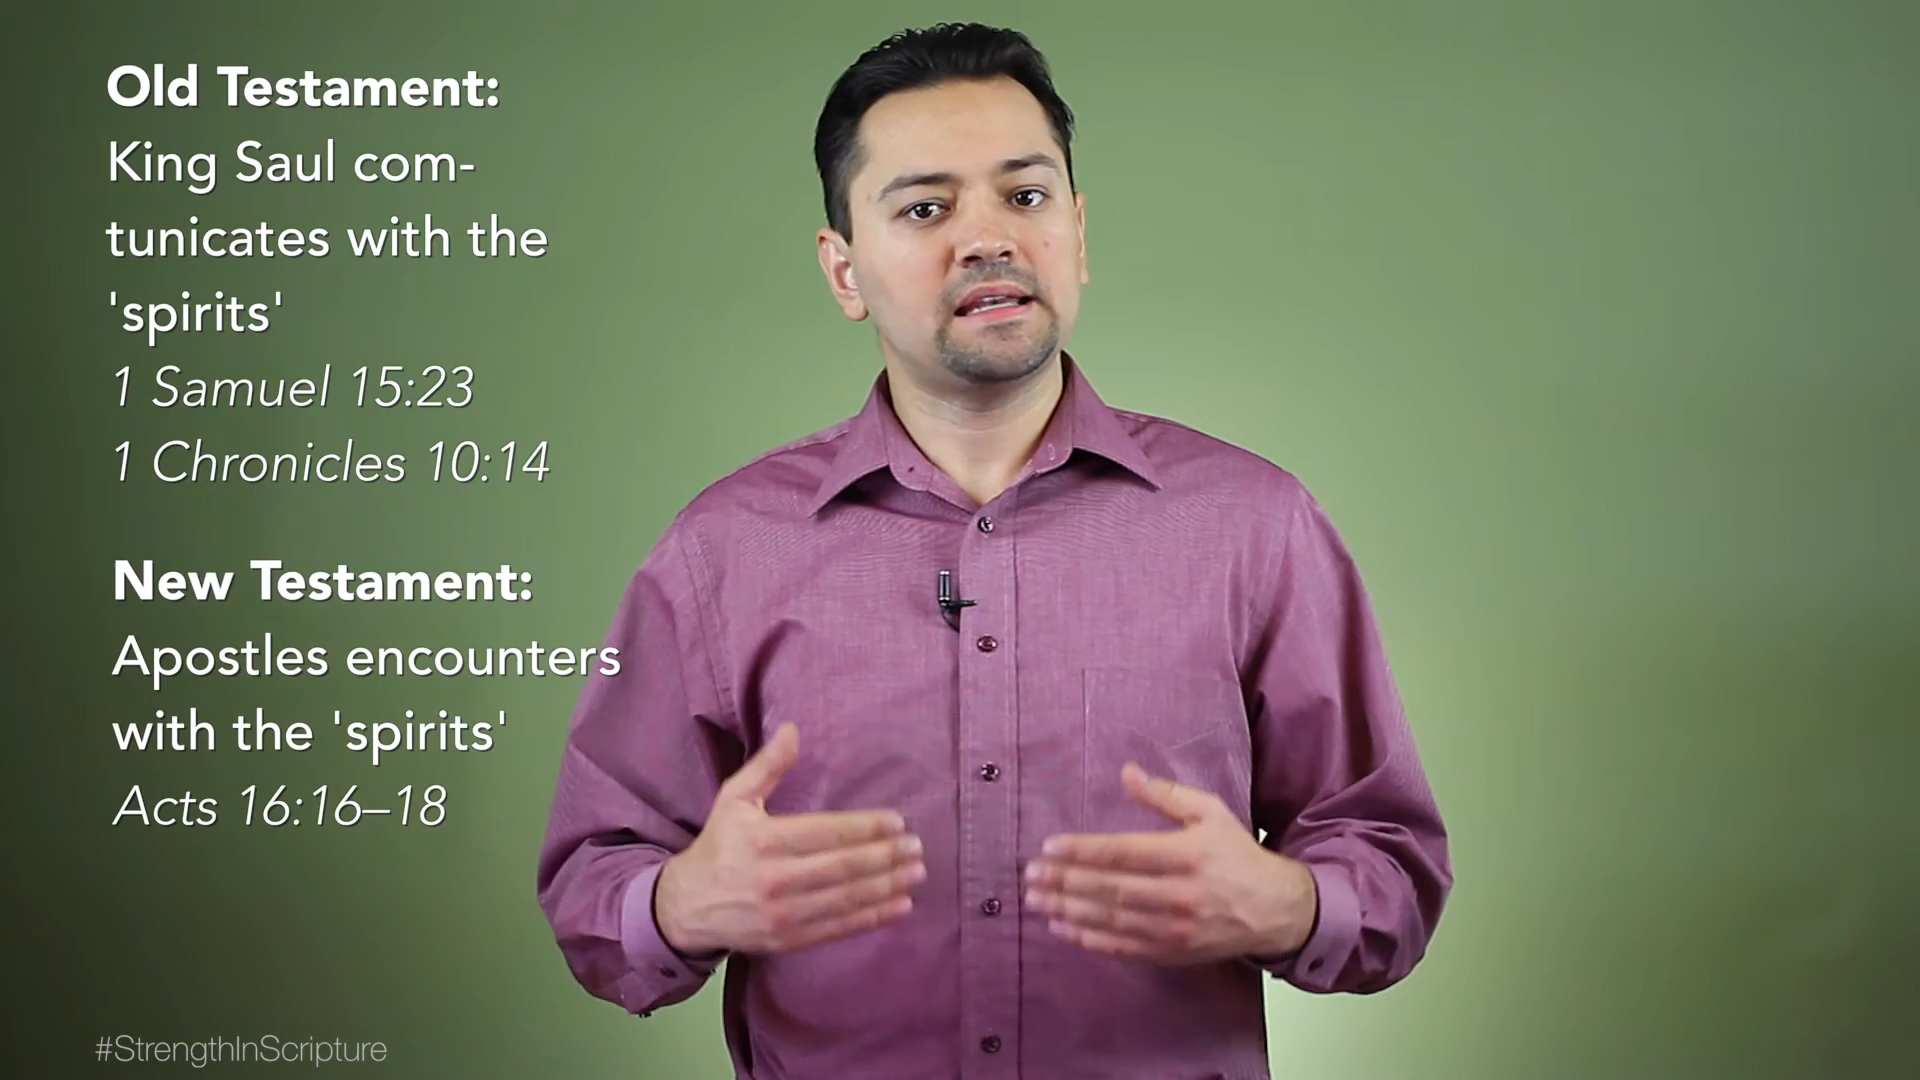 Old Testament:
King Saul com-
tunicates with the
'spirits'
1 Samuel 15:23
1 Chronicles 10:14
New Testament:
Apostles encounters
with the 'spirits'
Acts 16:16–18
#StrengthInScripture